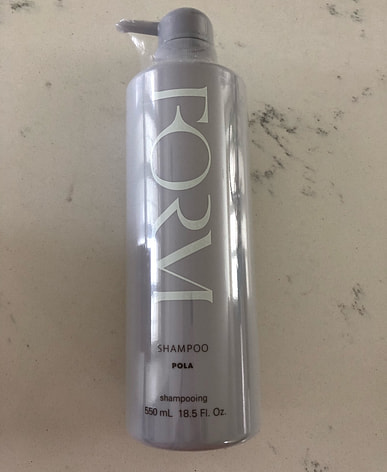 FORM
SHAMPOO
POLA
shampooing
550 mL 18.5 Fl. Oz.